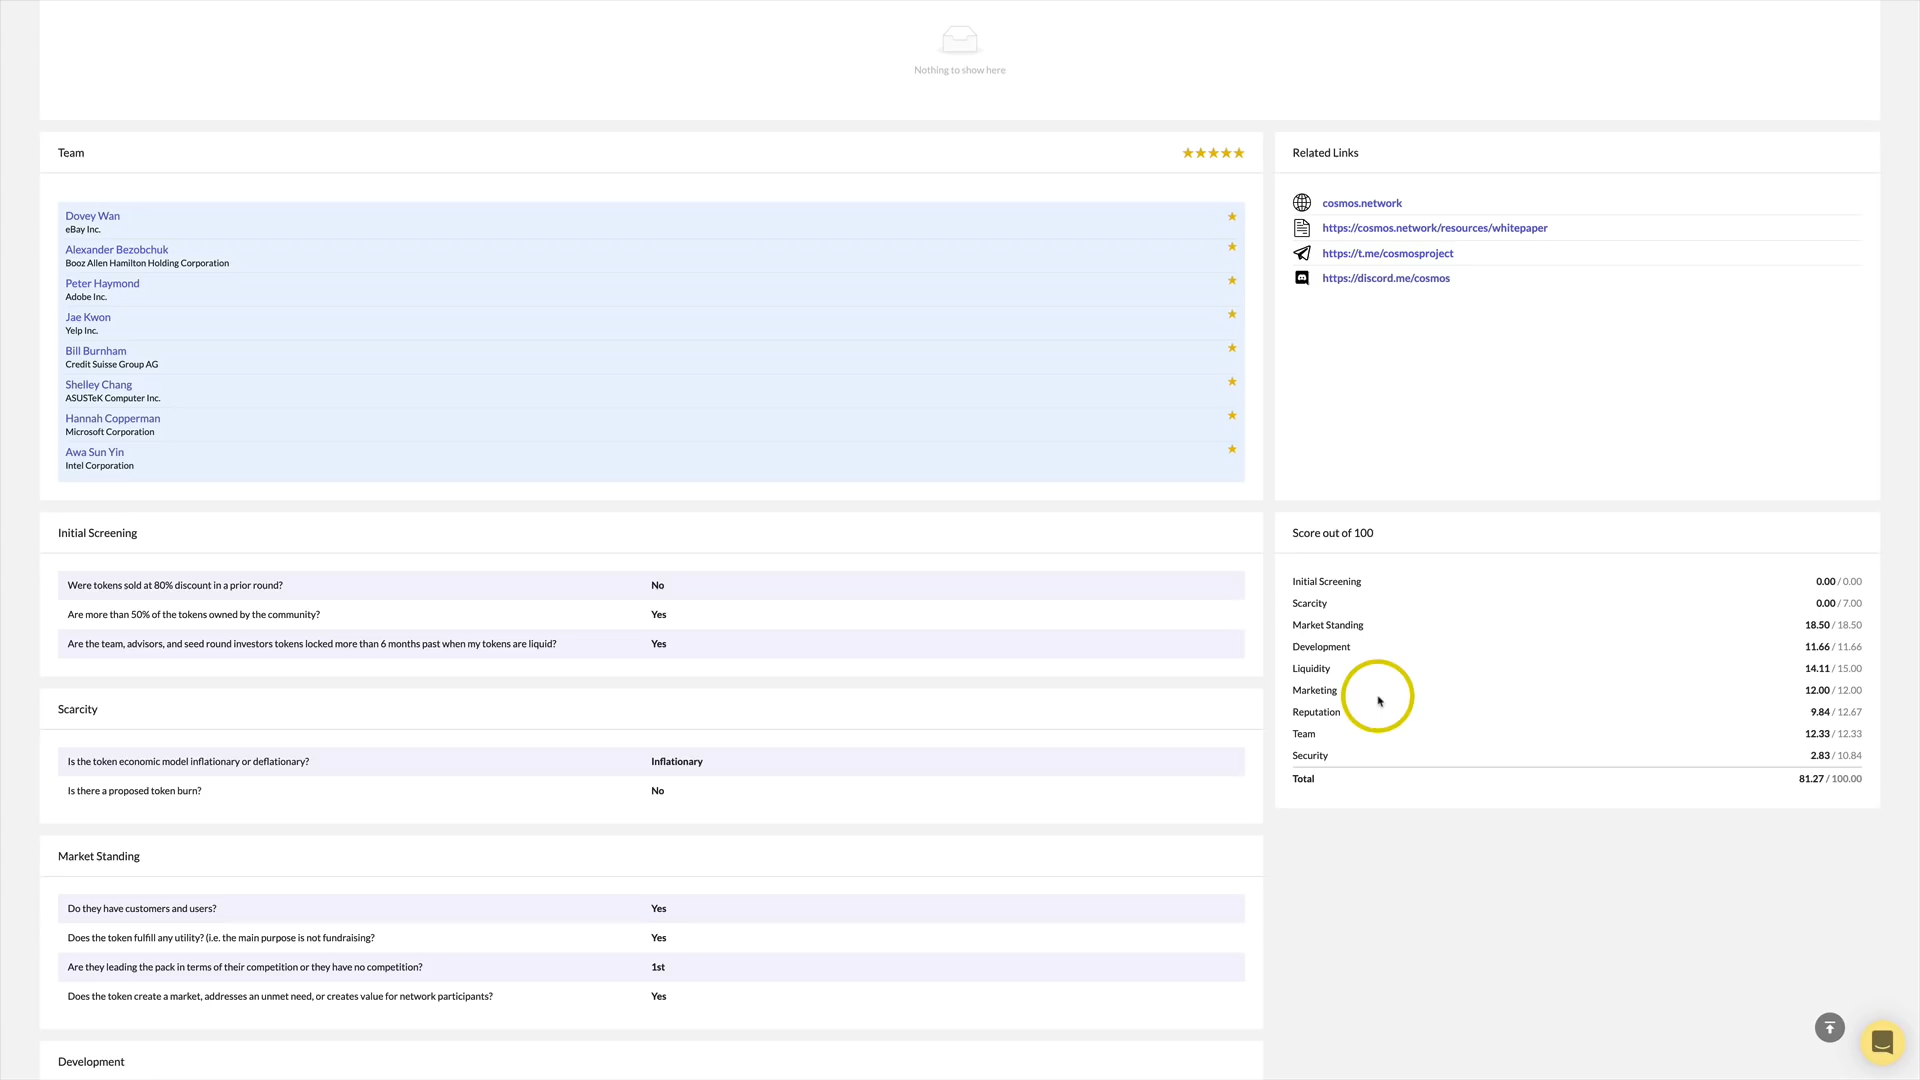 Nothing to show here
Team
Dovey Wan
eBay Inc.
Alexander Bezobchuk
Booz Allen Hamilton Holding Corporation
Peter Haymond
Adobe Inc.
Jae Kwon
Yelp Inc.
Bill Burnham
Credit Suisse Group AG
Shelley Chang
ASUSTeK Computer Inc.
Hannah Copperman
Microsoft Corporation
Awa Sun Yin
Intel Corporation
Related Links
cosmos.network
https://cosmos.network/resources/whitepaper
https://t.me/cosmosproject
https://discord.me/cosmos
Initial Screening
Were tokens sold at 80% discount in a prior round? No
Are more than 50% of the tokens owned by the community? Yes
Are the team, advisors, and seed round investors tokens locked more than 6 months past when my tokens are liquid? Yes
Scarcity
Is the token economic model inflationary or deflationary? Inflationary
Is there a proposed token burn? No
Market Standing
Do they have customers and users? Yes
Does the token fulfill any utility? (i.e. the main purpose is not fundraising? Yes
Are they leading the pack in terms of their competition or they have no competition? 1st
Does the token create a market, addresses an unmet need, or creates value for network participants? Yes
Development
Score out of 100
Initial Screening 0.00 / 0.00
Scarcity 0.00 / 7.00
Market Standing 18.50 / 18.50
Development 11.66 / 11.66
Liquidity 14.11 / 15.00
Marketing 12.00 / 12.00
Reputation 9.84 / 12.67
Team 12.33 / 12.33
Security 2.83 / 10.84
Total 81.27 / 100.00